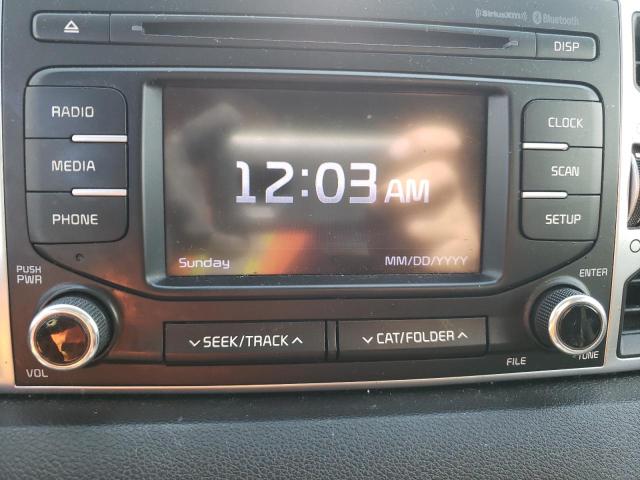 SiriusXM Bluetooth
DISP
RADIO
MEDIA
PHONE
12:03 AM
Sunday MM/DD/YYYY
CLOCK
SCAN
SETUP
PUSH
PWR
VOL
SEEK/TRACK
CAT/FOLDER
ENTER
FILE
TUNE